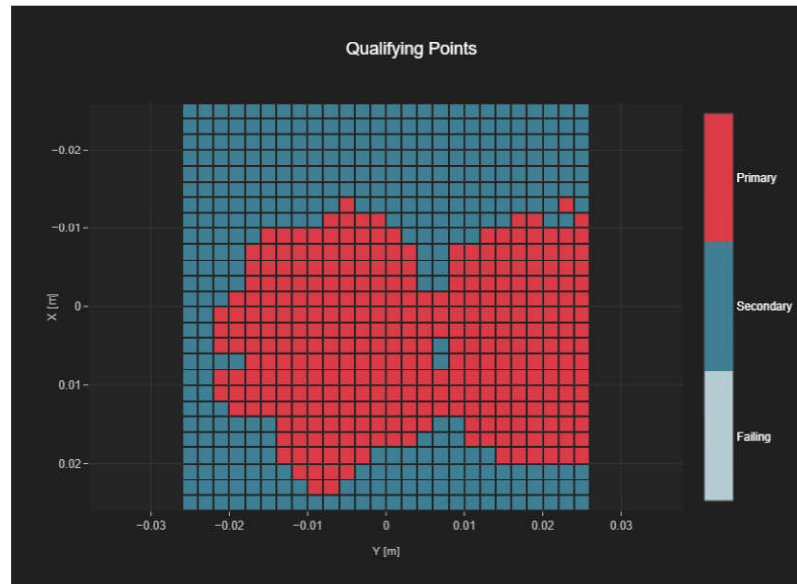 Qualifying Points
−0.02
−0.01
0
0.01
0.02
X [m]
−0.03
−0.02
−0.01
0
0.01
0.02
0.03
Y [m]
Primary
Secondary
Failing